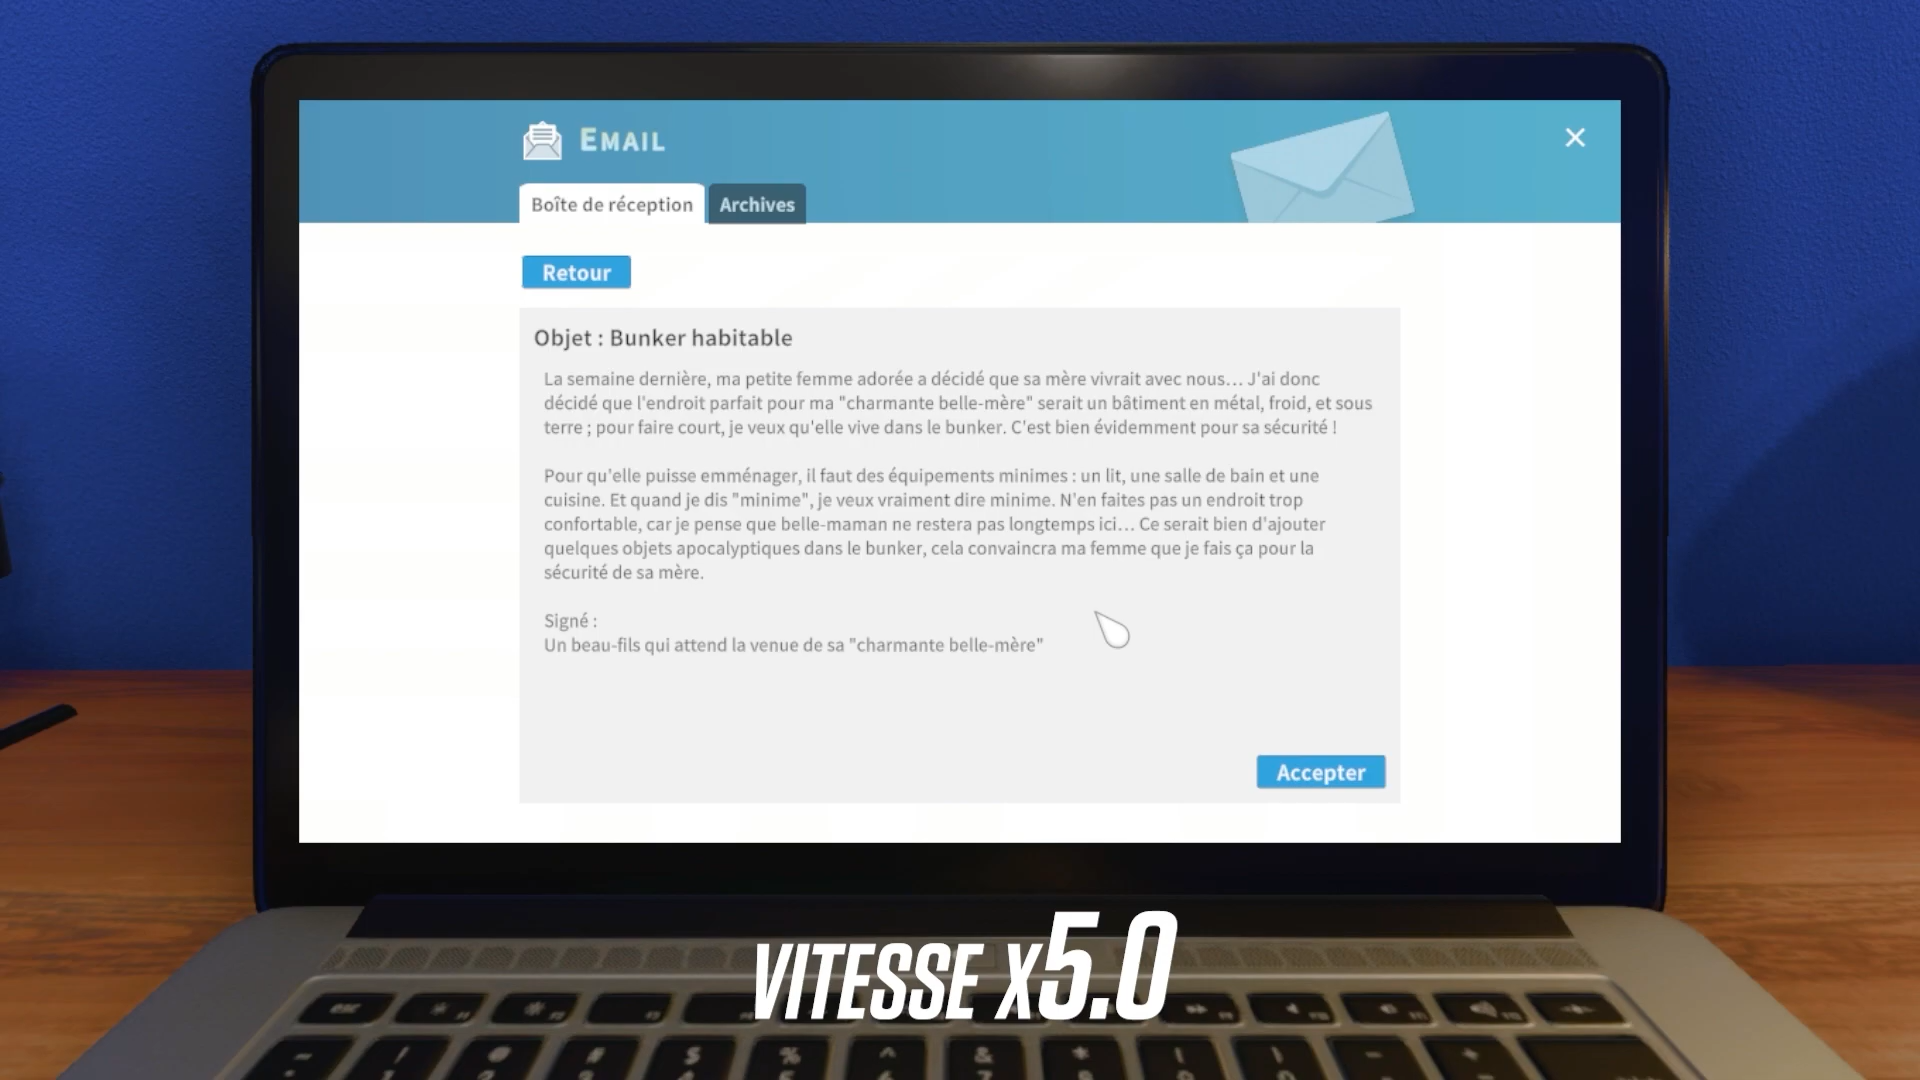 EMAIL
Boîte de réception
Archives
Retour
Objet : Bunker habitable
La semaine dernière, ma petite femme adorée a décidé que sa mère vivrait avec nous... J'ai donc
décidé que l'endroit parfait pour ma "charmante belle-mère" serait un bâtiment en métal, froid, et sous
terre ; pour faire court, je veux qu'elle vive dans le bunker. C'est bien évidemment pour sa sécurité !
Pour qu'elle puisse emménager, il faut des équipements minimes : un lit, une salle de bain et une
cuisine. Et quand je dis "minime", je veux vraiment dire minime. N'en faites pas un endroit trop
confortable, car je pense que belle-maman ne restera pas longtemps ici... Ce serait bien d'ajouter
quelques objets apocalyptiques dans le bunker, cela convaincra ma femme que je fais ça pour la
sécurité de sa mère.
Signé :
Un beau-fils qui attend la venue de sa "charmante belle-mère"
Accepter
VITESSE X5.0
esc